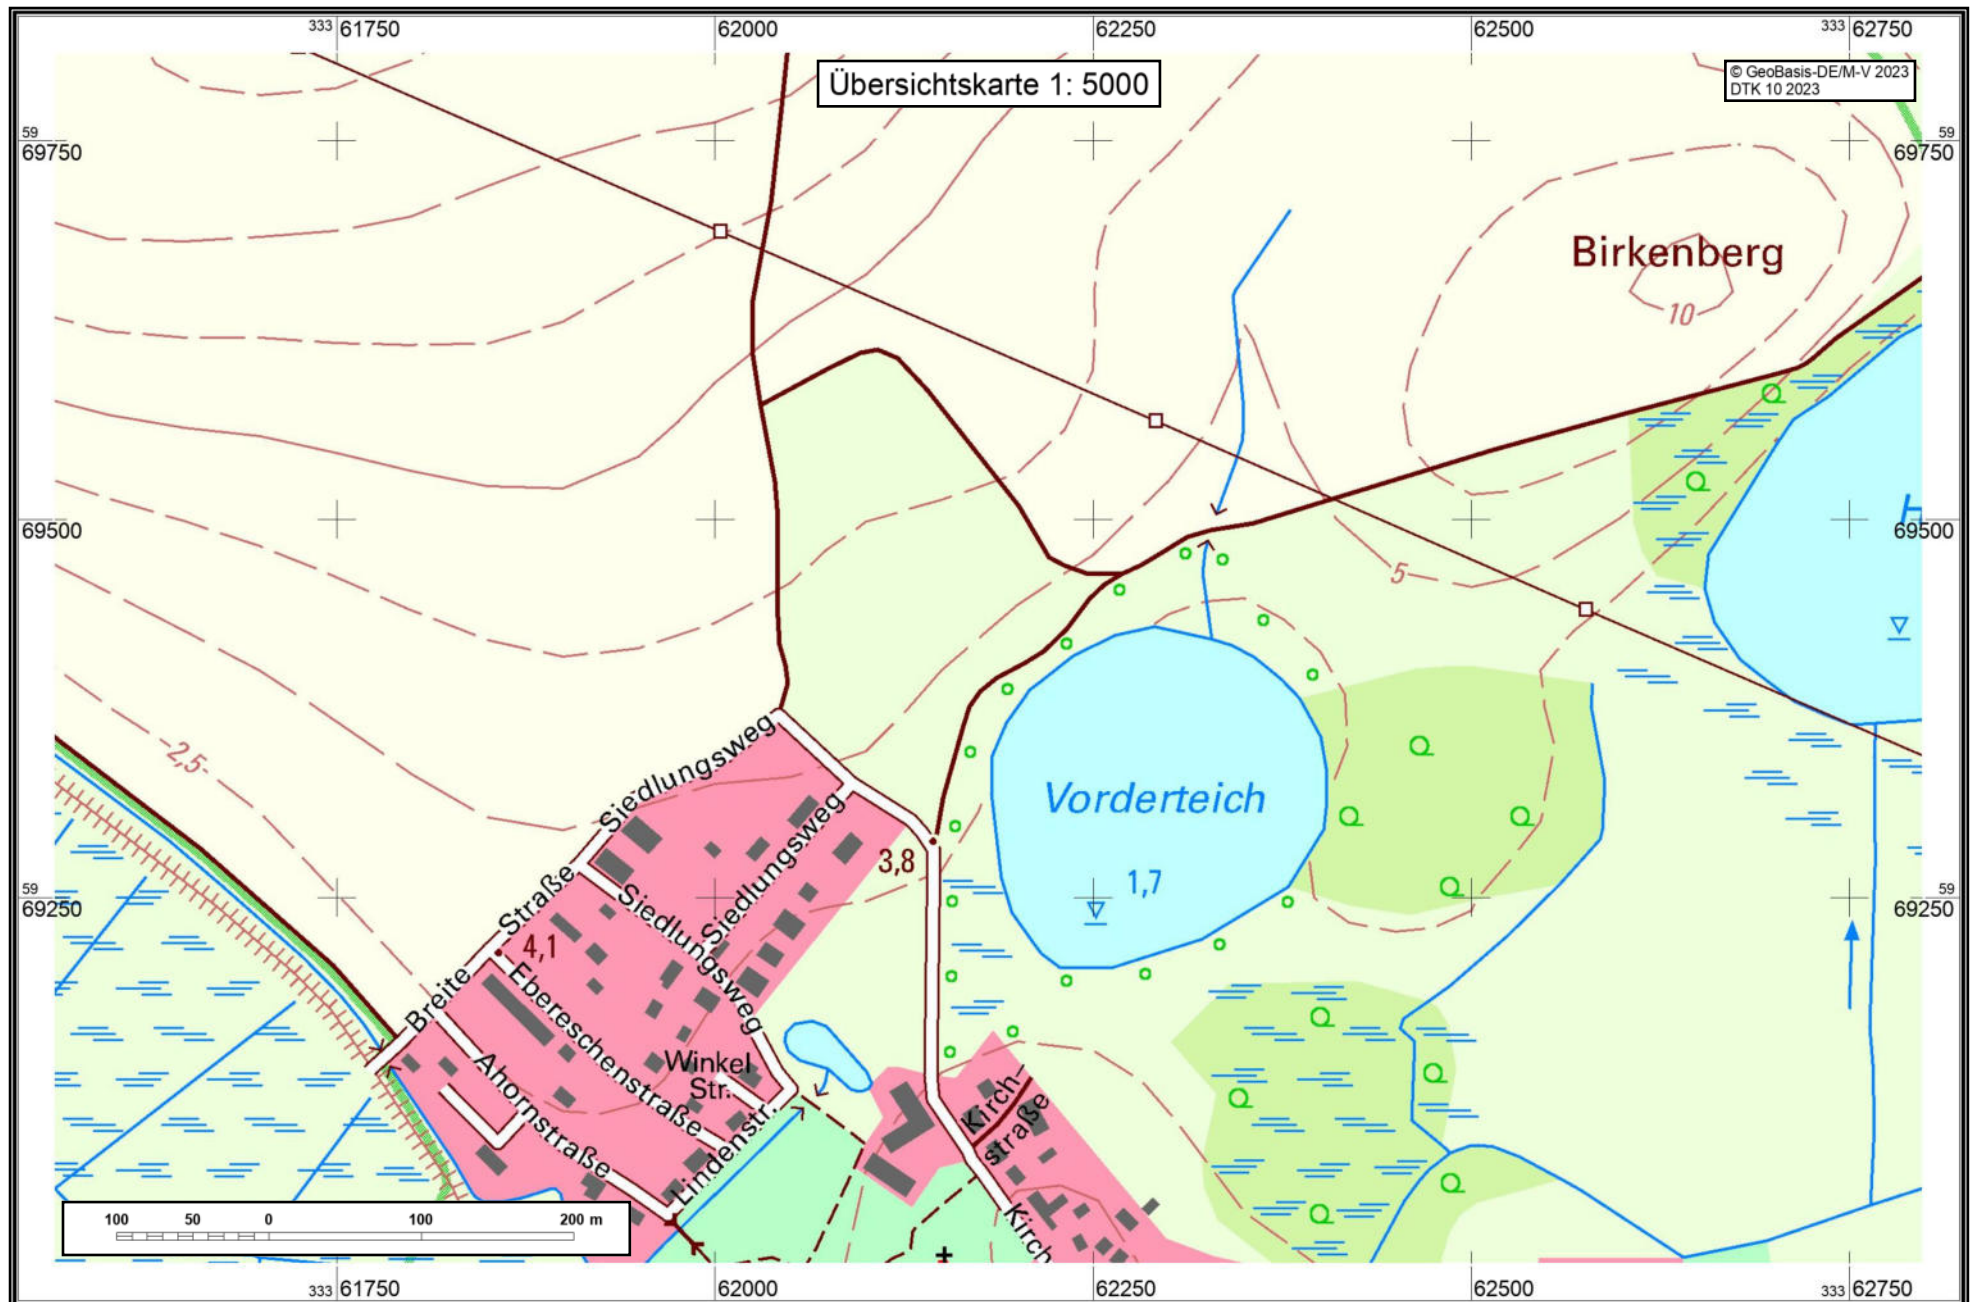 333 61750 62000 62250 62500 333 62750
Übersichtskarte 1: 5000
© GeoBasis-DE/M-V 2023
DTK 10 2023
59
69750
59
69750
Birkenberg
10
69500
H
69500
5
2,5
Siedlungsweg
Siedlungsweg
Vorderteich
3,8
1,7
59
69250
59
69250
Breite Straße
Siedlungsweg
4,1
Ebereschenstraße
Winkel
Str.
Ahornstraße
Lindenstr.
Kirch-
straße
Kirch
100 50 0 100 200 m
333 61750 62000 62250 62500 333 62750